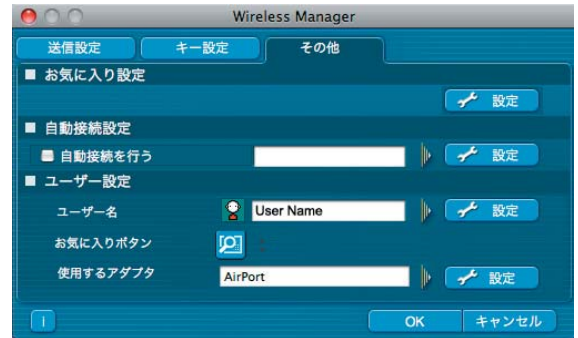 Wireless Manager
送信設定 キー設定 その他
■ お気に入り設定
設定
■ 自動接続設定
自動接続を行う 設定
■ ユーザー設定
ユーザー名 User Name 設定
お気に入りボタン
使用するアダプタ AirPort 設定
i OK キャンセル